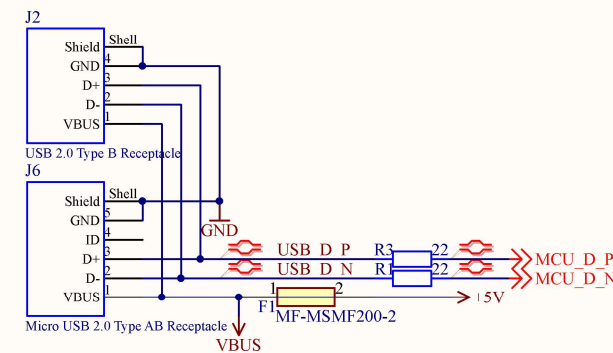 J2
Shield Shell
GND 4
D+ 3
D- 2
VBUS 1
USB 2.0 Type B Receptacle
J6
Shield Shell
GND 5
GND
ID 4
D+ 3 USB_D_P R3 22 MCU_D_P
D- 2 USB_D_N R1 22 MCU_D_N
VBUS 1 1 2 +5V
F1 MF-MSMF200-2
Micro USB 2.0 Type AB Receptacle
VBUS